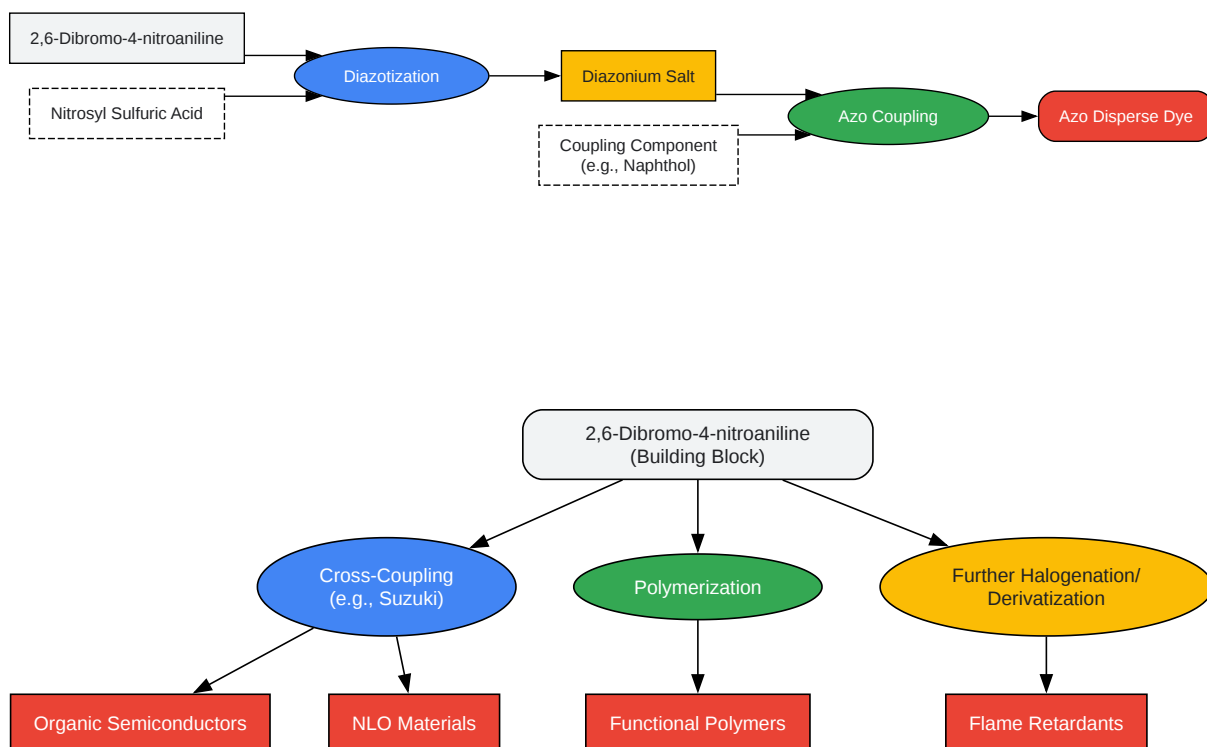 2,6-Dibromo-4-nitroaniline
Nitrosyl Sulfuric Acid
Diazotization
Diazonium Salt
Coupling Component
(e.g., Naphthol)
Azo Coupling
Azo Disperse Dye
2,6-Dibromo-4-nitroaniline
(Building Block)
Cross-Coupling
(e.g., Suzuki)
Polymerization
Further Halogenation/
Derivatization
Organic Semiconductors
NLO Materials
Functional Polymers
Flame Retardants